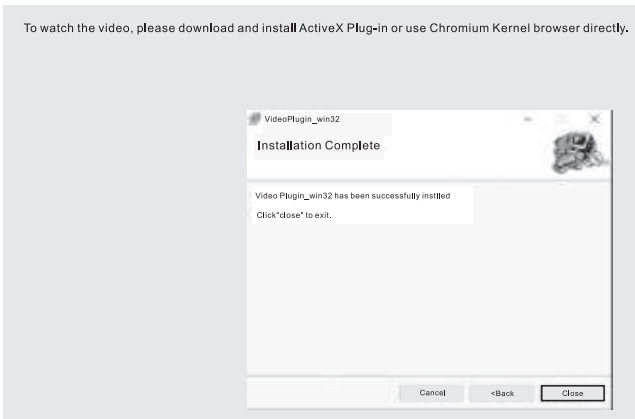 To watch the video, please download and install ActiveX Plug-in or use Chromium Kernel browser directly.
VideoPlugin_win32
Installation Complete
Video Plugin_win32 has been successfully instlled
Click"close" to exit.
Cancel
<Back
Close